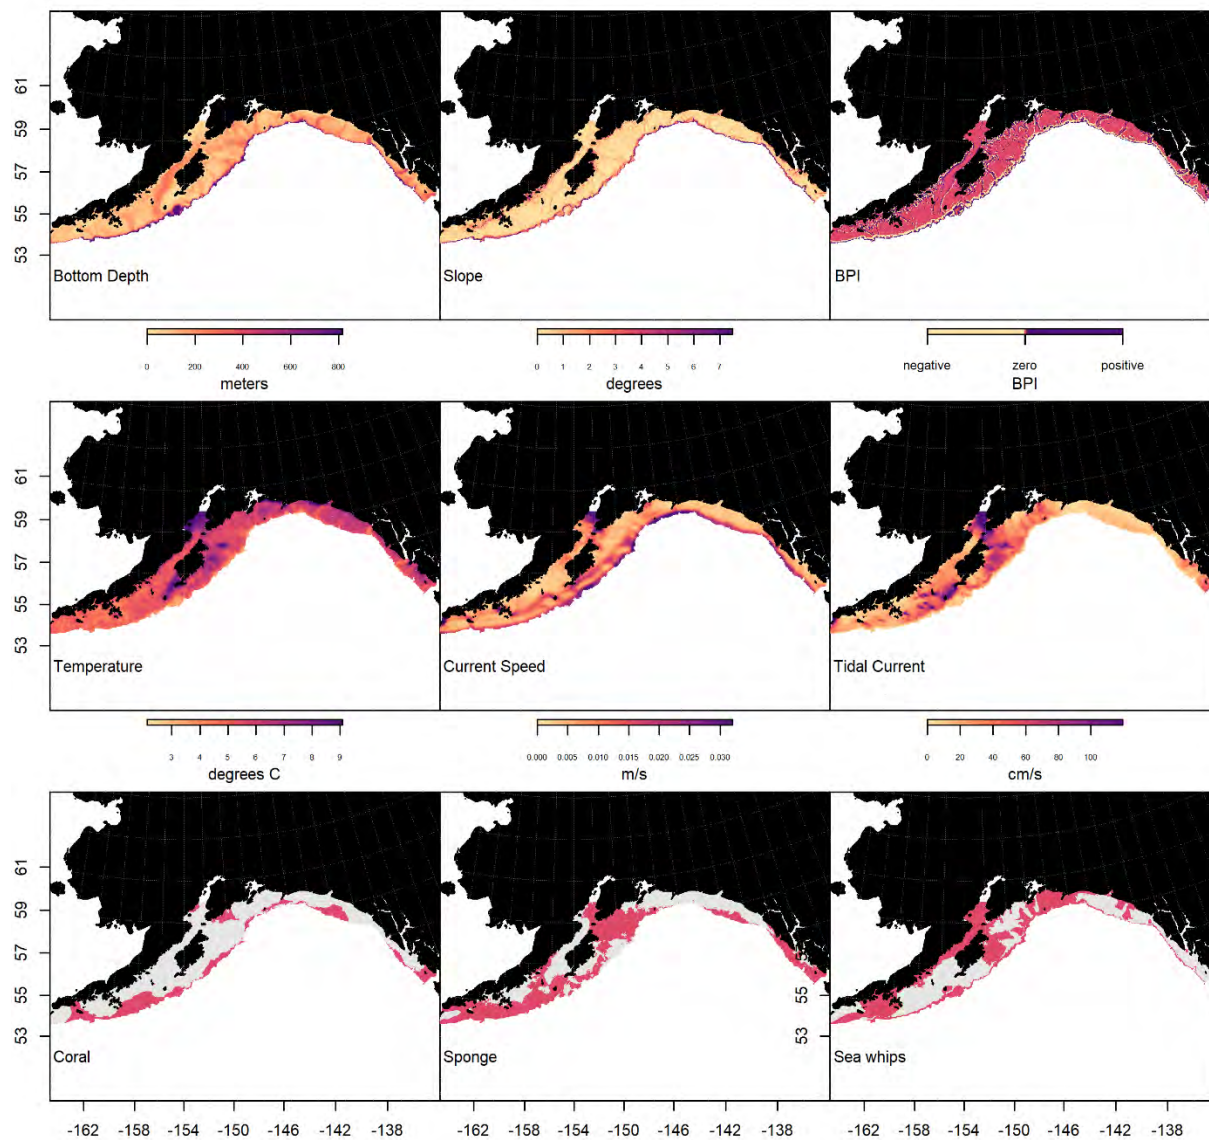 61
59
57
55
53
Bottom Depth
Slope
BPI
0 200 400 600 800
meters
0 1 2 3 4 5 6 7
degrees
negative zero positive
BPI
61
59
57
55
53
Temperature
Current Speed
Tidal Current
3 4 5 6 7 8 9
degrees C
0.000 0.005 0.010 0.015 0.020 0.025 0.030
m/s
0 20 40 60 80 100
cm/s
61
59
57
55
53
55
53
Coral
Sponge
Sea whips
-162 -158 -154 -150 -146 -142 -138
-162 -158 -154 -150 -146 -142 -138
-162 -158 -154 -150 -146 -142 -138